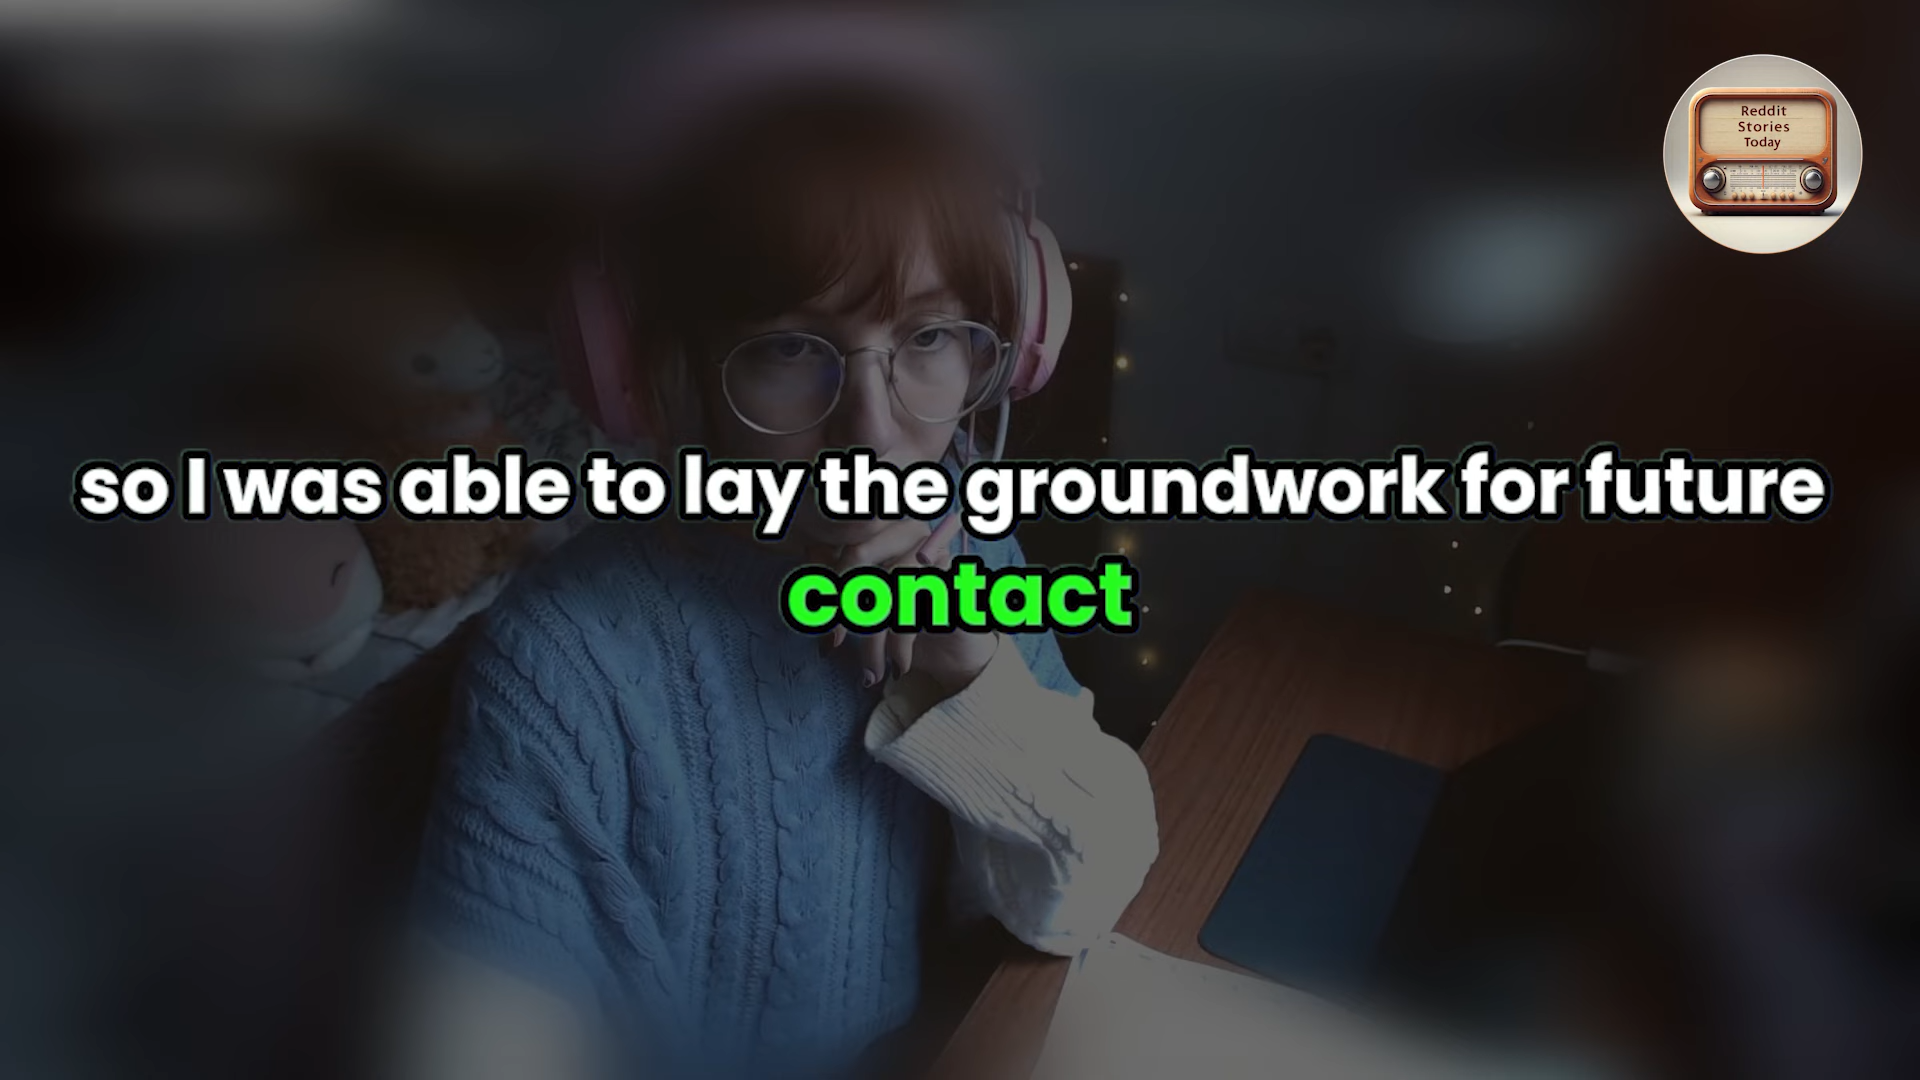 Reddit
Stories
Today
so I was able to lay the groundwork for future
contact